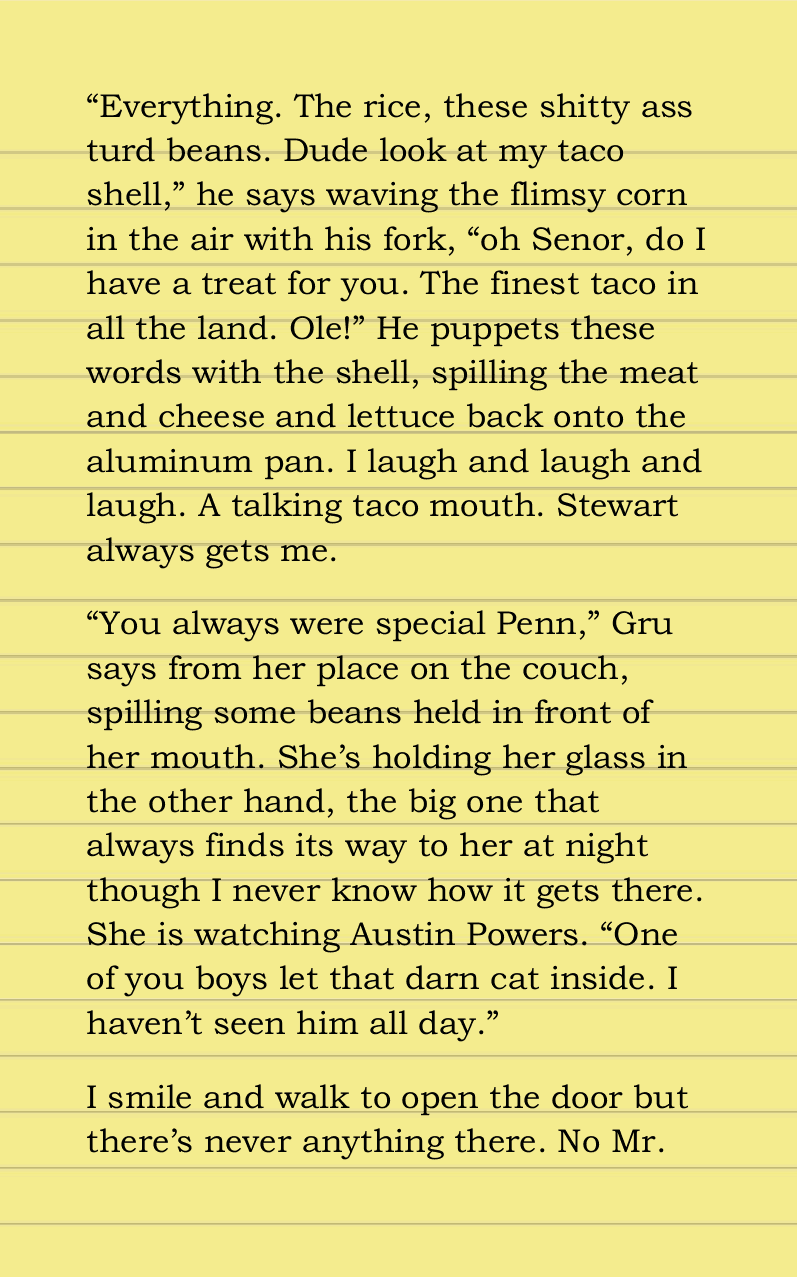 “Everything. The rice, these shitty ass
turd beans. Dude look at my taco
shell,” he says waving the flimsy corn
in the air with his fork, “oh Senor, do I
have a treat for you. The finest taco in
all the land. Ole!” He puppets these
words with the shell, spilling the meat
and cheese and lettuce back onto the
aluminum pan. I laugh and laugh and
laugh. A talking taco mouth. Stewart
always gets me.
“You always were special Penn,” Gru
says from her place on the couch,
spilling some beans held in front of
her mouth. She’s holding her glass in
the other hand, the big one that
always finds its way to her at night
though I never know how it gets there.
She is watching Austin Powers. “One
of you boys let that darn cat inside. I
haven’t seen him all day.”
I smile and walk to open the door but
there’s never anything there. No Mr.